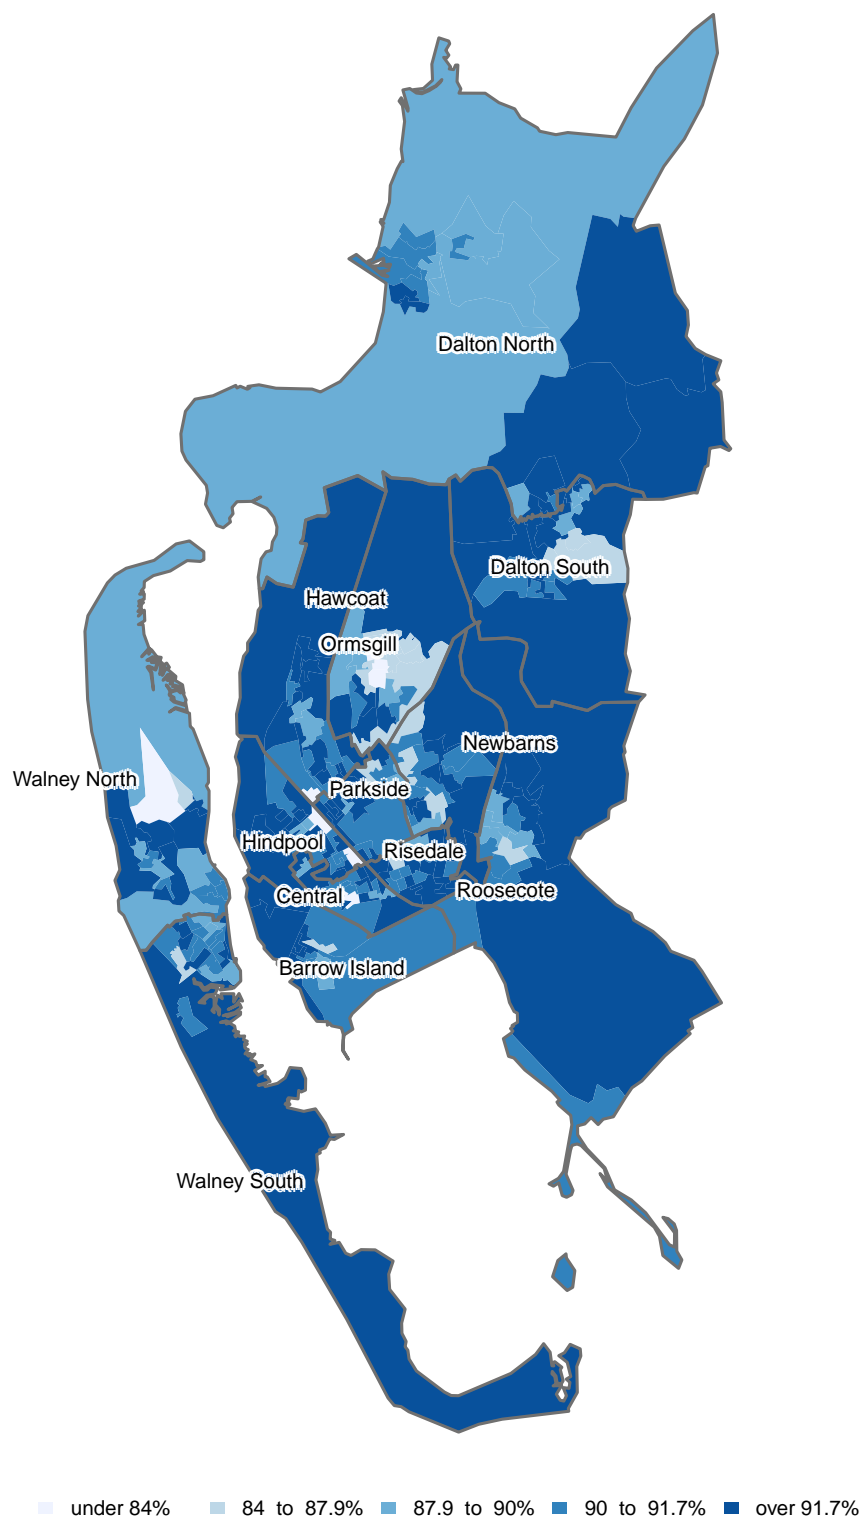 Dalton North
Dalton South
Hawcoat
Ormsgill
Newbarns
Walney North
Parkside
Hindpool
Risedale
Central
Roosecote
Barrow Island
Walney South
under 84%
84 to 87.9%
87.9 to 90%
90 to 91.7%
over 91.7%